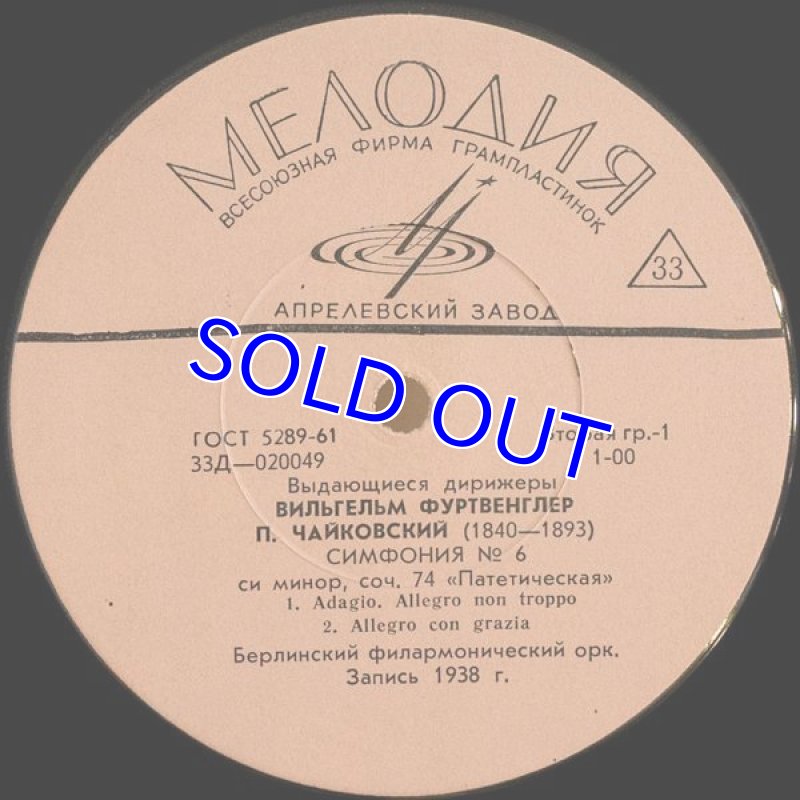 МЕЛОДИЯ
ВСЕСОЮЗНАЯ ФИРМА ГРАМПЛАСТИНОК
33
АПРЕЛЕВСКИЙ ЗАВОД
SOLD OUT
ГОСТ 5289-61
гр.-1
33Д—020049
1-00
Выдающиеся дирижеры
ВИЛЬГЕЛЬМ ФУРТВЕНГЛЕР
П. ЧАЙКОВСКИЙ (1840—1893)
СИМФОНИЯ № 6
си минор, соч. 74 «Патетическая»
1. Adagio. Allegro non troppo
2. Allegro con grazia
Берлинский филармонический орк.
Запись 1938 г.